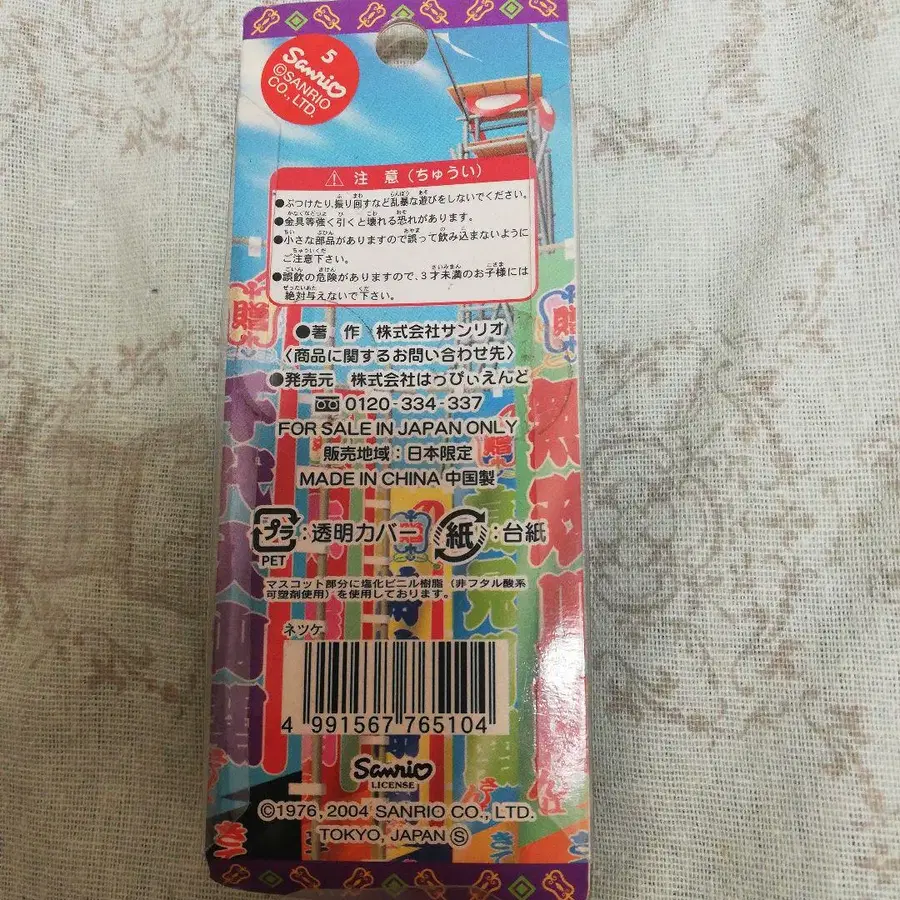 5
Sanrio
©SANRIO
CO., LTD.
⚠ 注 意 (ちゅうい)
●ぶつけたり、振り回すなど乱暴な遊びをしないでください。
●金具等強く引くと壊れる恐れがあります。
●小さな部品がありますので誤って飲み込まないように
ご注意下さい。
●誤飲の危険がありますので、3才未満のお子様には
絶対与えないで下さい。
●著 作 株式会社サンリオ
〈商品に関するお問い合わせ先〉
●発売元 株式会社はっぴぃえんど
0120-334-337
FOR SALE IN JAPAN ONLY
販売地域:日本限定
MADE IN CHINA 中国製
プラ:透明カバー 紙:台紙
PET
マスコット部分に塩化ビニル樹脂(非フタル酸系
可塑剤使用)を使用しております。
ネツケ
4 991567 765104
Sanrio
LICENSE
©1976, 2004 SANRIO CO., LTD.
TOKYO, JAPAN Ⓢ